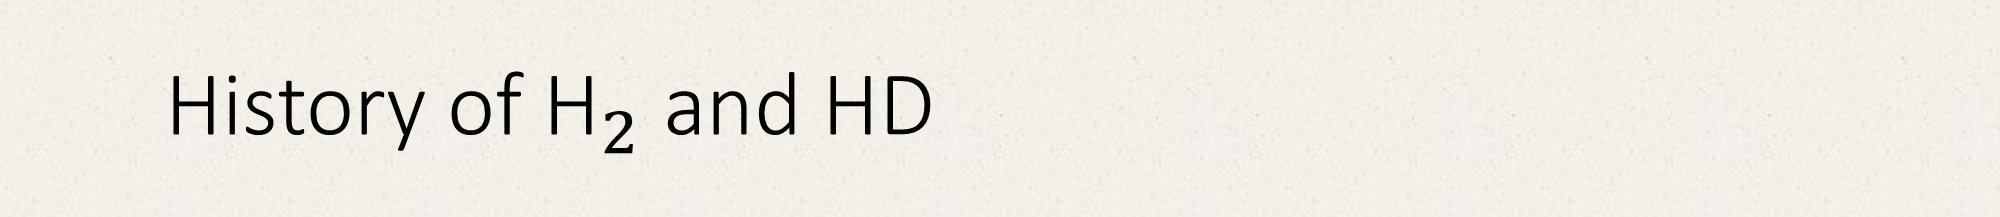 History of H₂ and HD